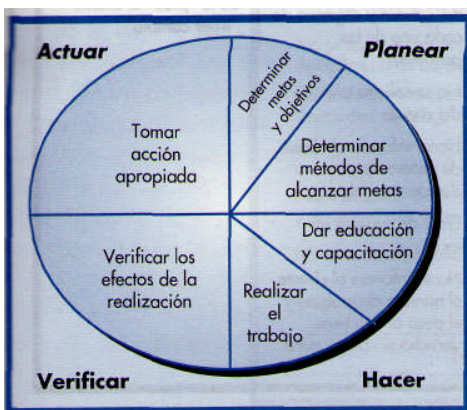 Actuar
Planear
Determinar
metas
y objetivos
Tomar
acción
apropiada
Determinar
métodos de
alcanzar metas
Dar educación
y capacitación
Verificar los
efectos de la
realización
Realizar
el
trabajo
Verificar
Hacer